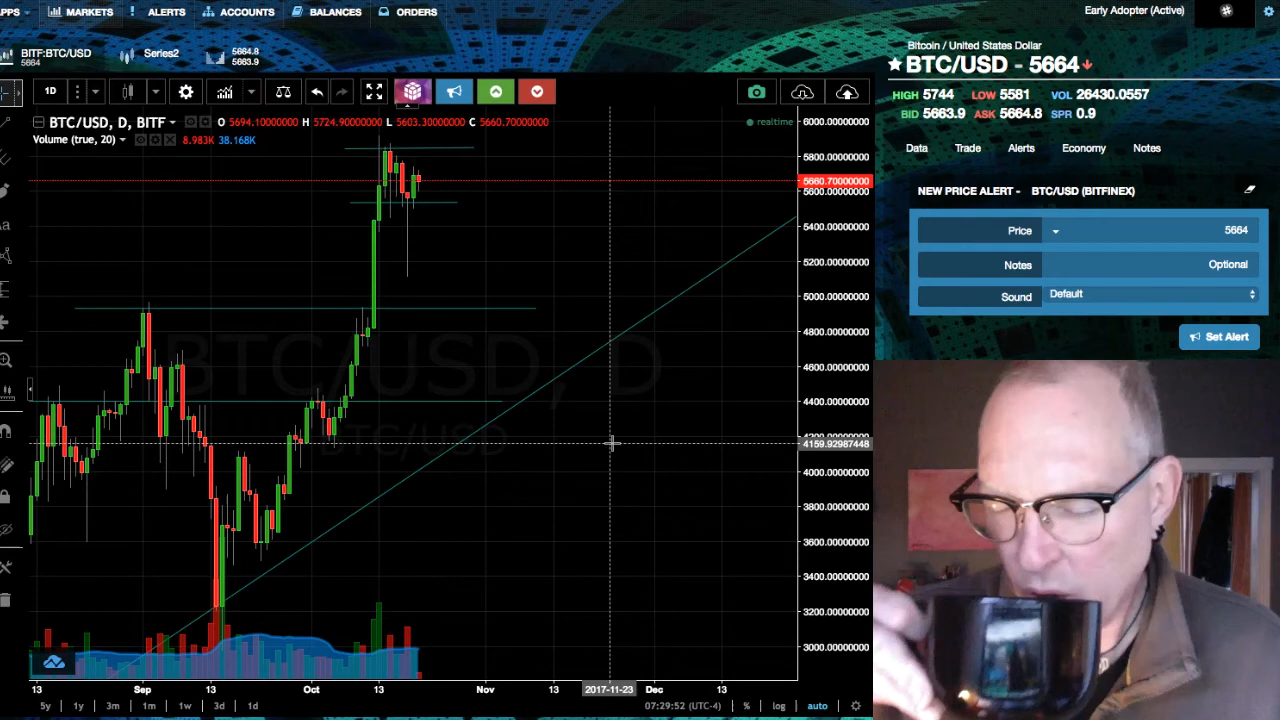 PPS MARKETS ALERTS ACCOUNTS BALANCES ORDERS Early Adopter (Active)
BITF:BTC/USD
5664
Series2
5664.8
5663.9
Bitcoin / United States Dollar
BTC/USD - 5664
HIGH 5744 LOW 5581 VOL 26430.0557
BID 5663.9 ASK 5664.8 SPR 0.9
Data Trade Alerts Economy Notes
NEW PRICE ALERT - BTC/USD (BITFINEX)
Price 5664
Notes Optional
Sound Default
Set Alert
1D
BTC/USD, D, BITF O 5694.10000000 H 5724.90000000 L 5603.30000000 C 5660.70000000
realtime
Volume (true, 20) 8.983K 38.168K
6000.00000000
5800.00000000
5660.70000000
5600.00000000
5400.00000000
5200.00000000
5000.00000000
4800.00000000
4600.00000000
4400.00000000
4200.00000000
4159.92987448
4000.00000000
3800.00000000
3600.00000000
3400.00000000
3200.00000000
3000.00000000
BTC/USD, D
BTC/USD
13 Sep 13 Oct 13 Nov 13 2017-11-23 Dec 13
5y 1y 3m 1m 1w 3d 1d 07:29:52 (UTC-4) % log auto